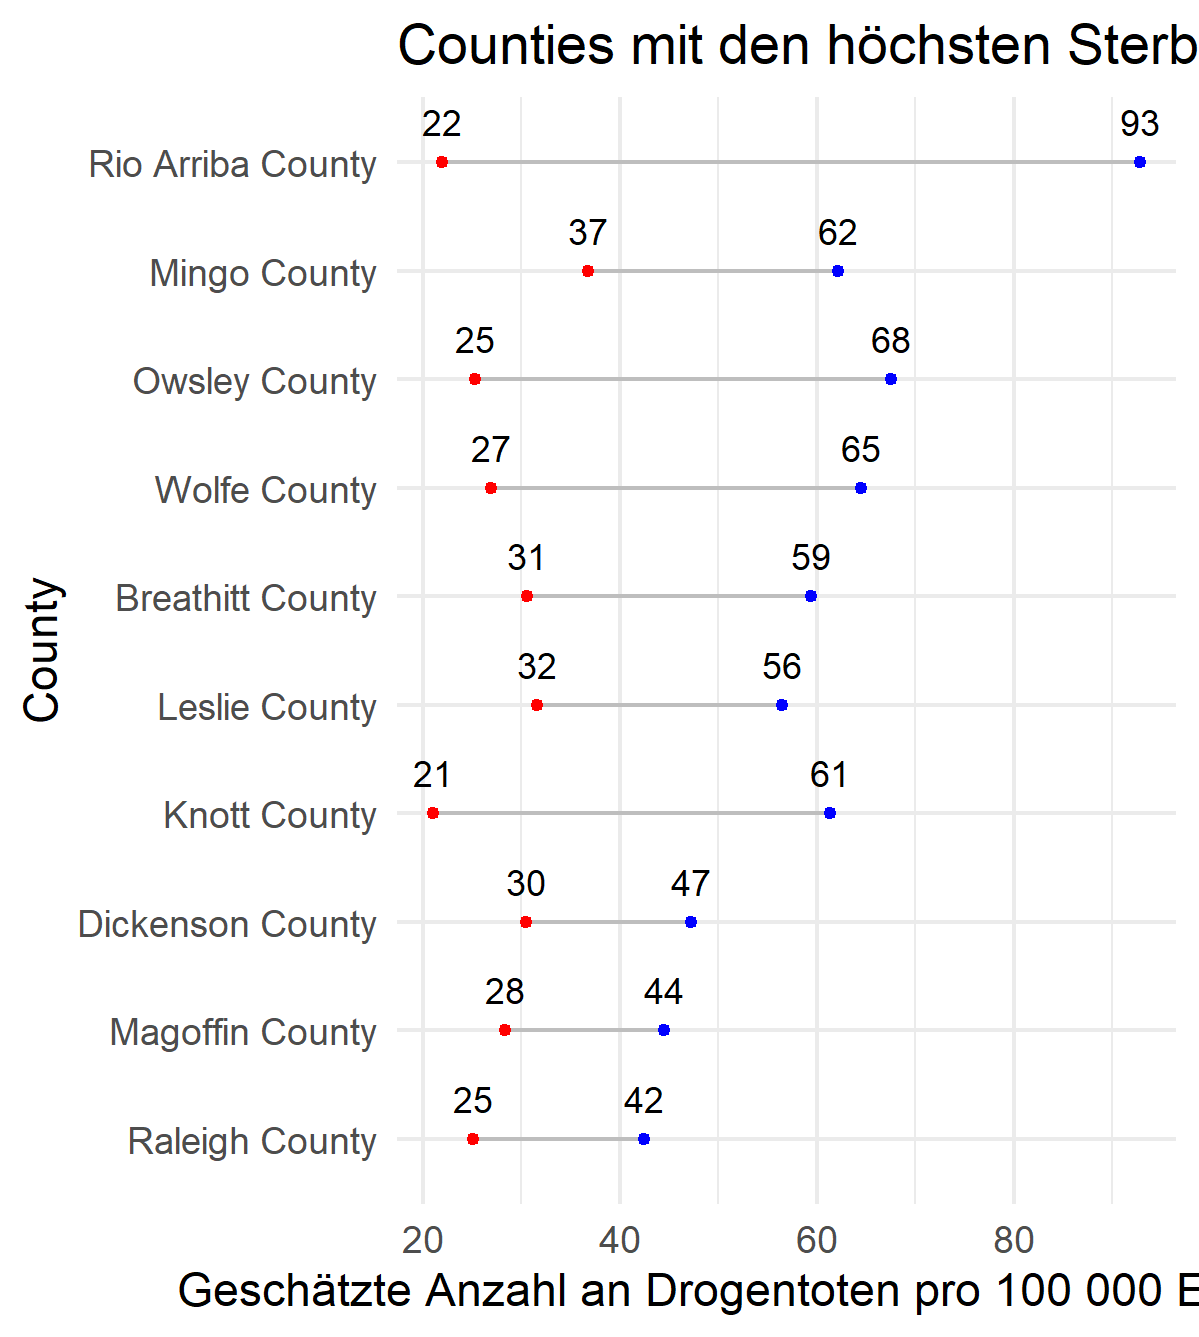 Counties mit den höchsten Sterb
22 93
Rio Arriba County
37 62
Mingo County
25 68
Owsley County
27 65
Wolfe County
31 59
Breathitt County
32 56
Leslie County
21 61
Knott County
30 47
Dickenson County
28 44
Magoffin County
25 42
Raleigh County
County
20 40 60 80
Geschätzte Anzahl an Drogentoten pro 100 000 E